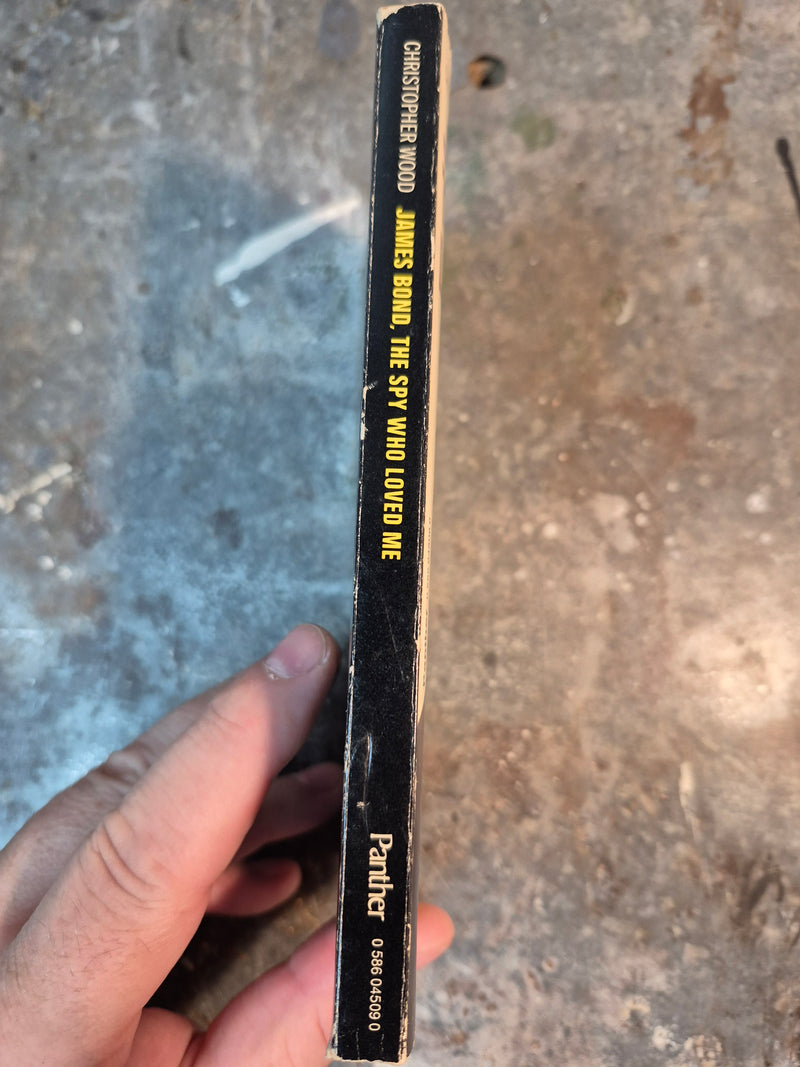 CHRISTOPHER WOOD JAMES BOND, THE SPY WHO LOVED ME Panther 0 586 04509 0